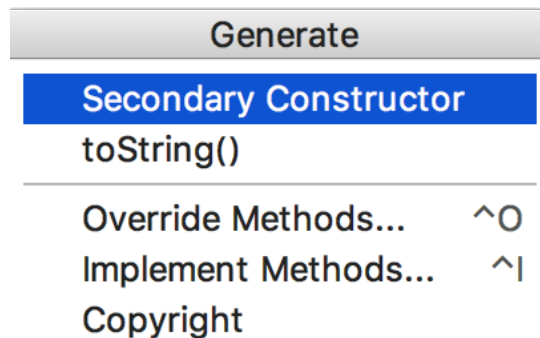 Generate
Secondary Constructor
toString()
Override Methods... ^O
Implement Methods... ^I
Copyright